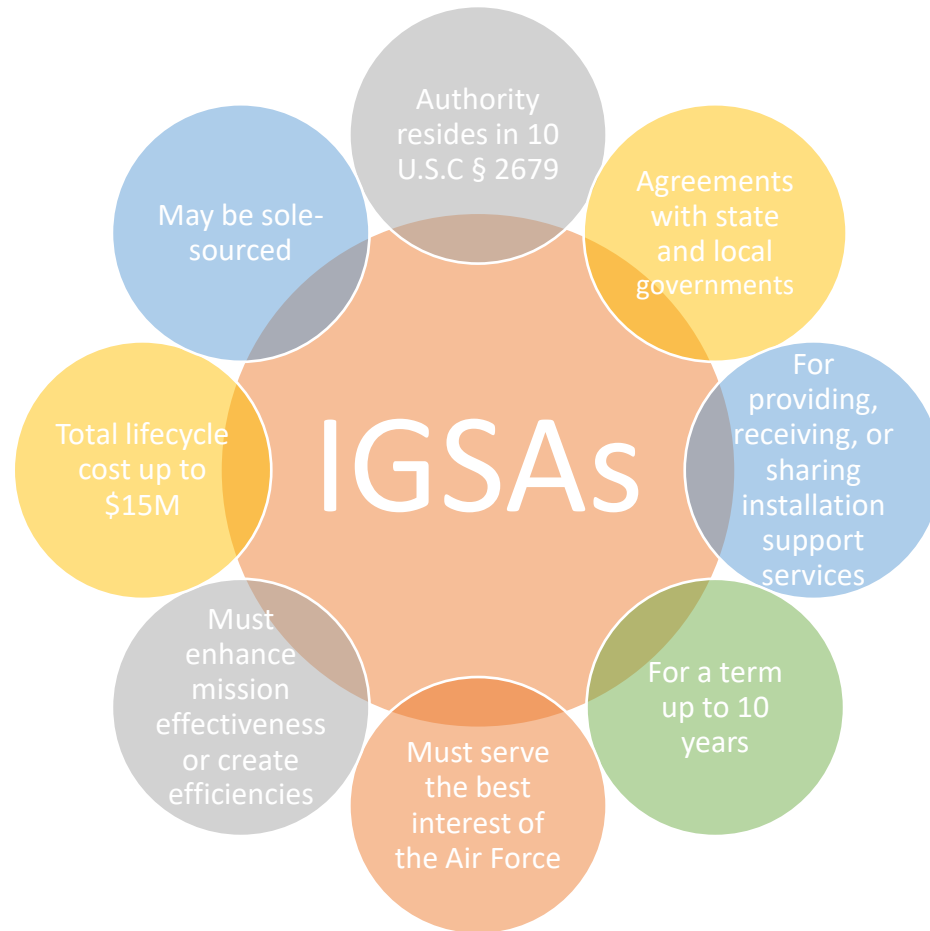 Authority
resides in 10
U.S.C § 2679
Agreements
with state
and local
governments
For
providing,
receiving, or
sharing
installation
support
services
For a term
up to 10
years
Must serve
the best
interest of
the Air Force
Must
enhance
mission
effectiveness
or create
efficiencies
Total lifecycle
cost up to
$15M
May be sole-
sourced
IGSAs